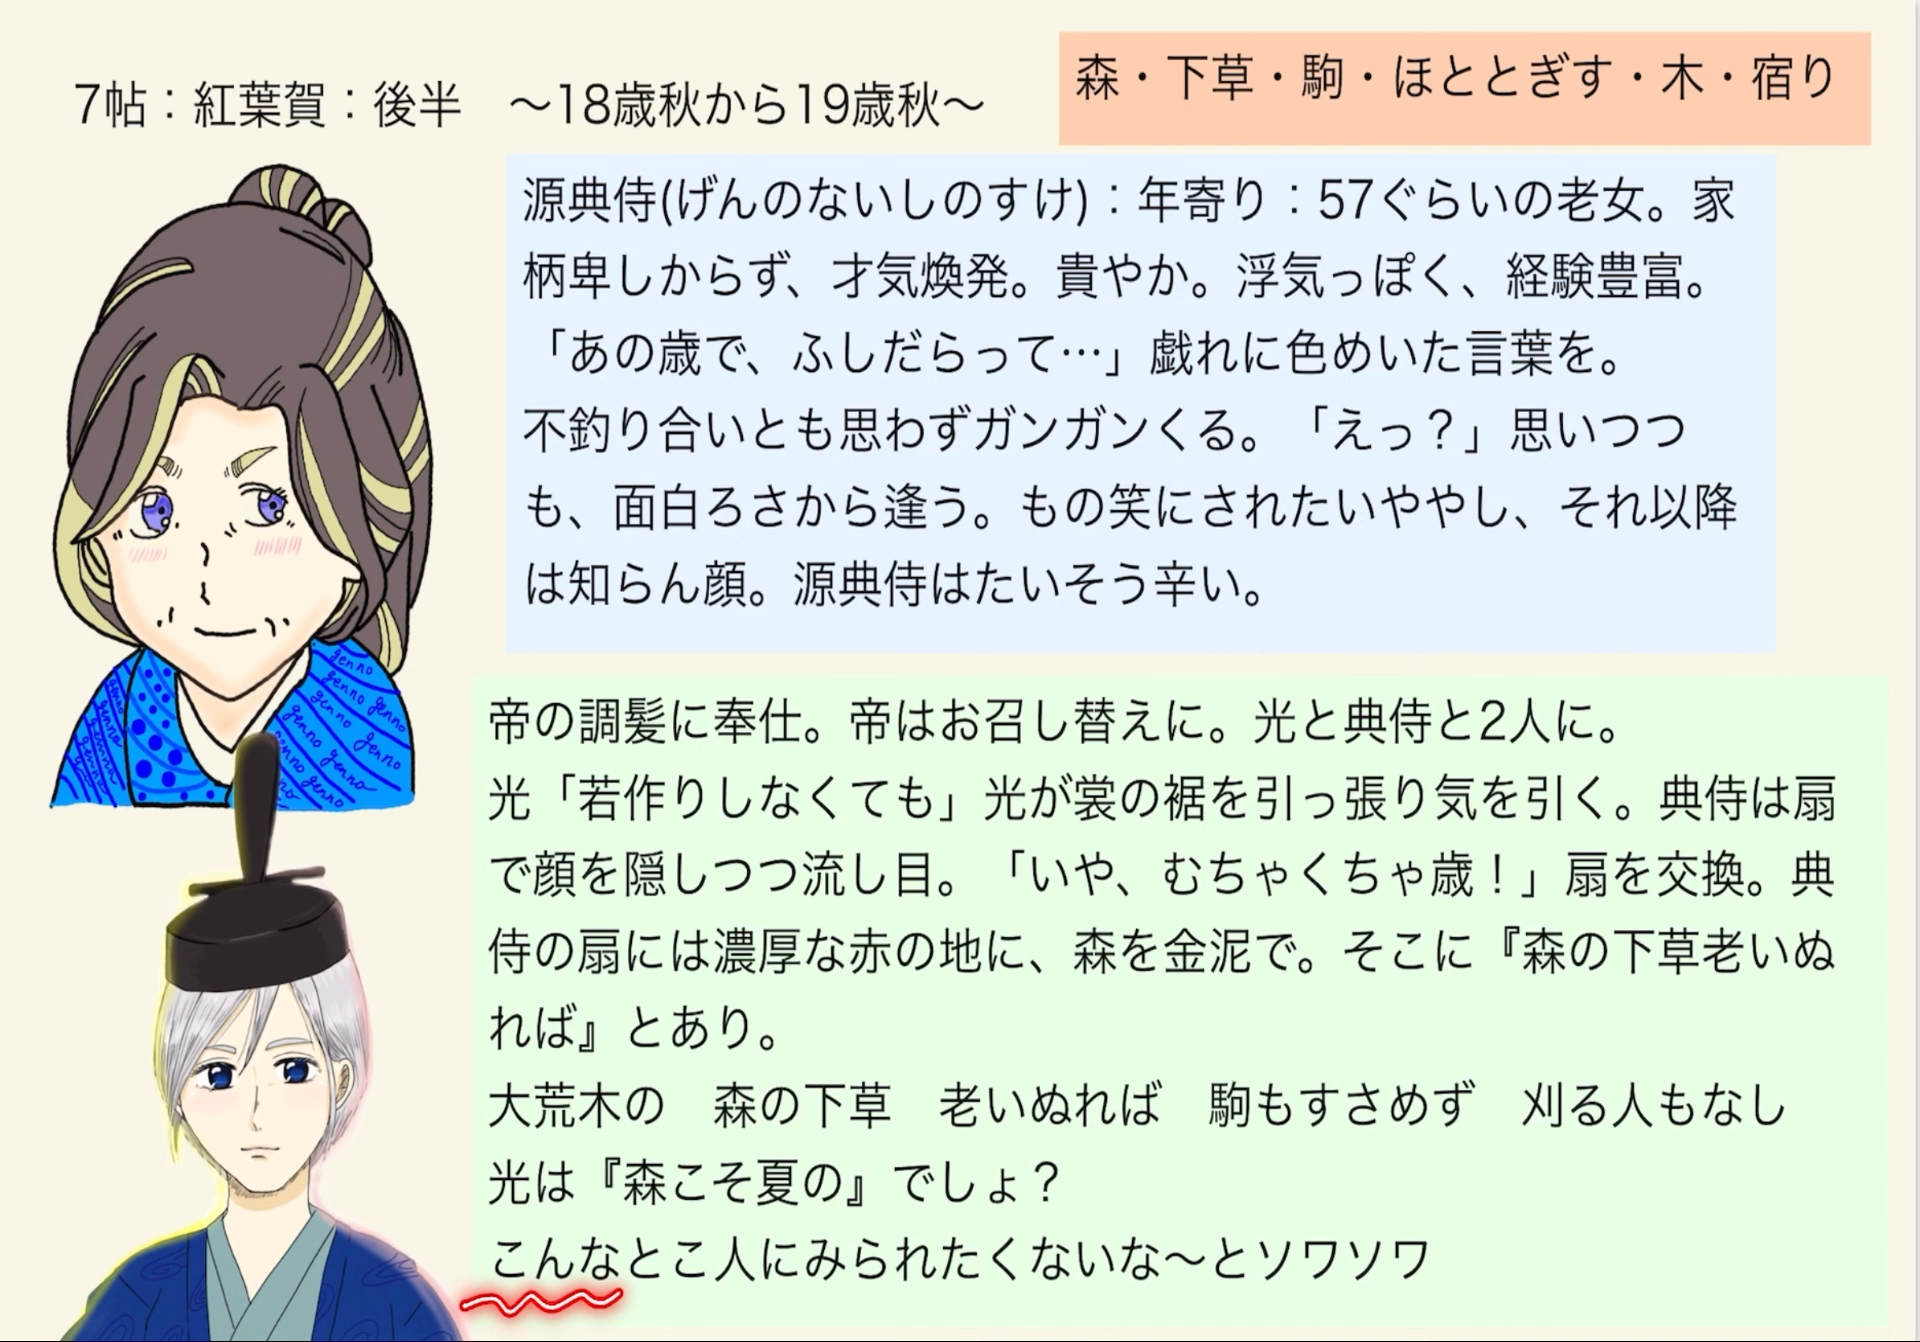 7帖：紅葉賀：後半　〜18歳秋から19歳秋〜
森・下草・駒・ほととぎす・木・宿り
源典侍(げんのないしのすけ)：年寄り：57ぐらいの老女。家
柄卑しからず、才気煥発。貴やか。浮気っぽく、経験豊富。
「あの歳で、ふしだらって…」戯れに色めいた言葉を。
不釣り合いとも思わずガンガンくる。「えっ？」思いつつ
も、面白ろさから逢う。もの笑にされたいややし、それ以降
は知らん顔。源典侍はたいそう辛い。
帝の調髪に奉仕。帝はお召し替えに。光と典侍と2人に。
光「若作りしなくても」光が裳の裾を引っ張り気を引く。典侍は扇
で顔を隠しつつ流し目。「いや、むちゃくちゃ歳！」扇を交換。典
侍の扇には濃厚な赤の地に、森を金泥で。そこに『森の下草老いぬ
れば』とあり。
大荒木の　森の下草　老いぬれば　駒もすさめず　刈る人もなし
光は『森こそ夏の』でしょ？
こんなとこ人にみられたくないな〜とソワソワ
genno
genno
genno
genno
genno
genno
genno
genno
genno
genno